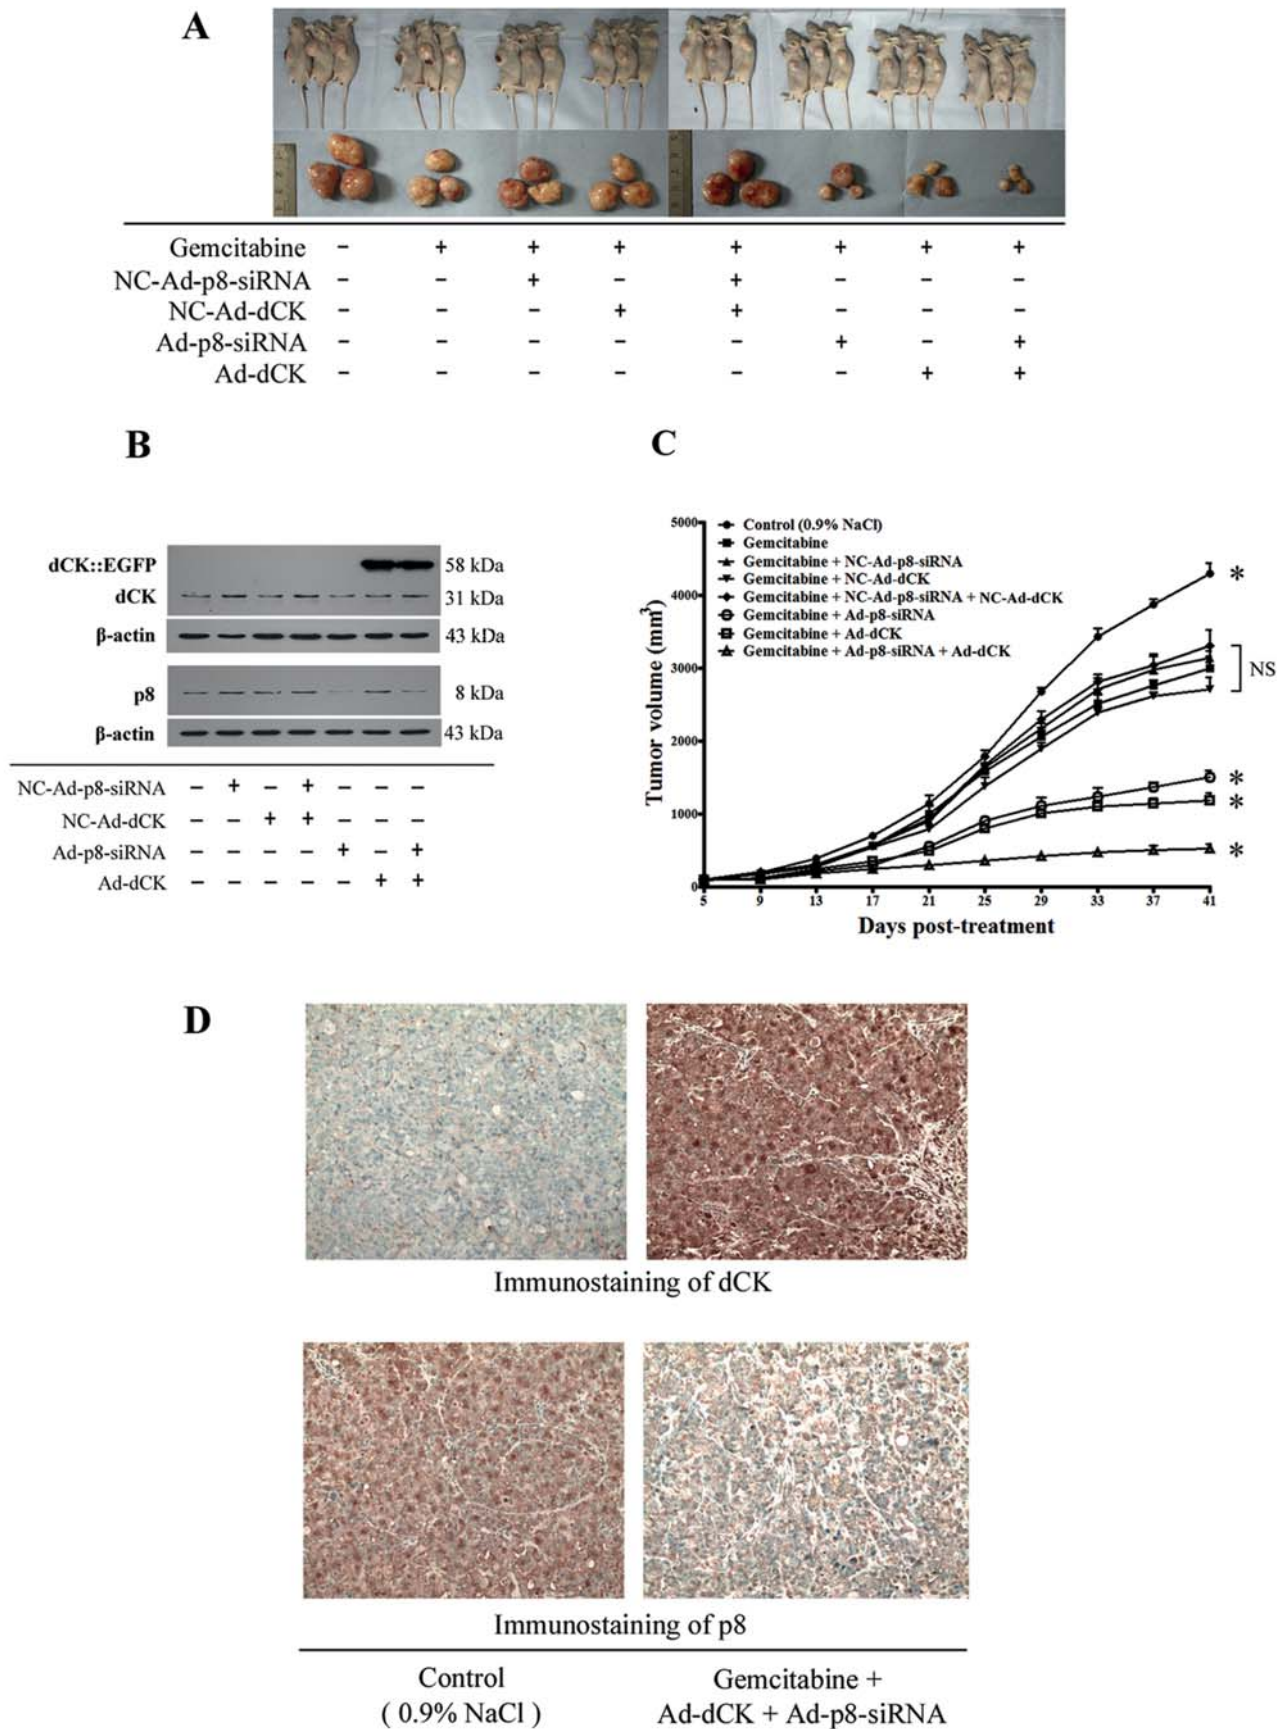 A
Gemcitabine − + + + + + + +
NC-Ad-p8-siRNA − − + − + − − −
NC-Ad-dCK − − − + + − − −
Ad-p8-siRNA − − − − − + − +
Ad-dCK − − − − − − + +
B
dCK::EGFP 58 kDa
dCK 31 kDa
β-actin 43 kDa
p8 8 kDa
β-actin 43 kDa
NC-Ad-p8-siRNA − + − + − − −
NC-Ad-dCK − − + + − − −
Ad-p8-siRNA − − − − + − +
Ad-dCK − − − − − + +
C
Tumor volume (mm³)
5000
4000
3000
2000
1000
0
Control (0.9% NaCl)
Gemcitabine
Gemcitabine + NC-Ad-p8-siRNA
Gemcitabine + NC-Ad-dCK
Gemcitabine + NC-Ad-p8-siRNA + NC-Ad-dCK
Gemcitabine + Ad-p8-siRNA
Gemcitabine + Ad-dCK
Gemcitabine + Ad-p8-siRNA + Ad-dCK
*
NS
*
*
*
5 9 13 17 21 25 29 33 37 41
Days post-treatment
D
Immunostaining of dCK
Immunostaining of p8
Control
( 0.9% NaCl )
Gemcitabine +
Ad-dCK + Ad-p8-siRNA